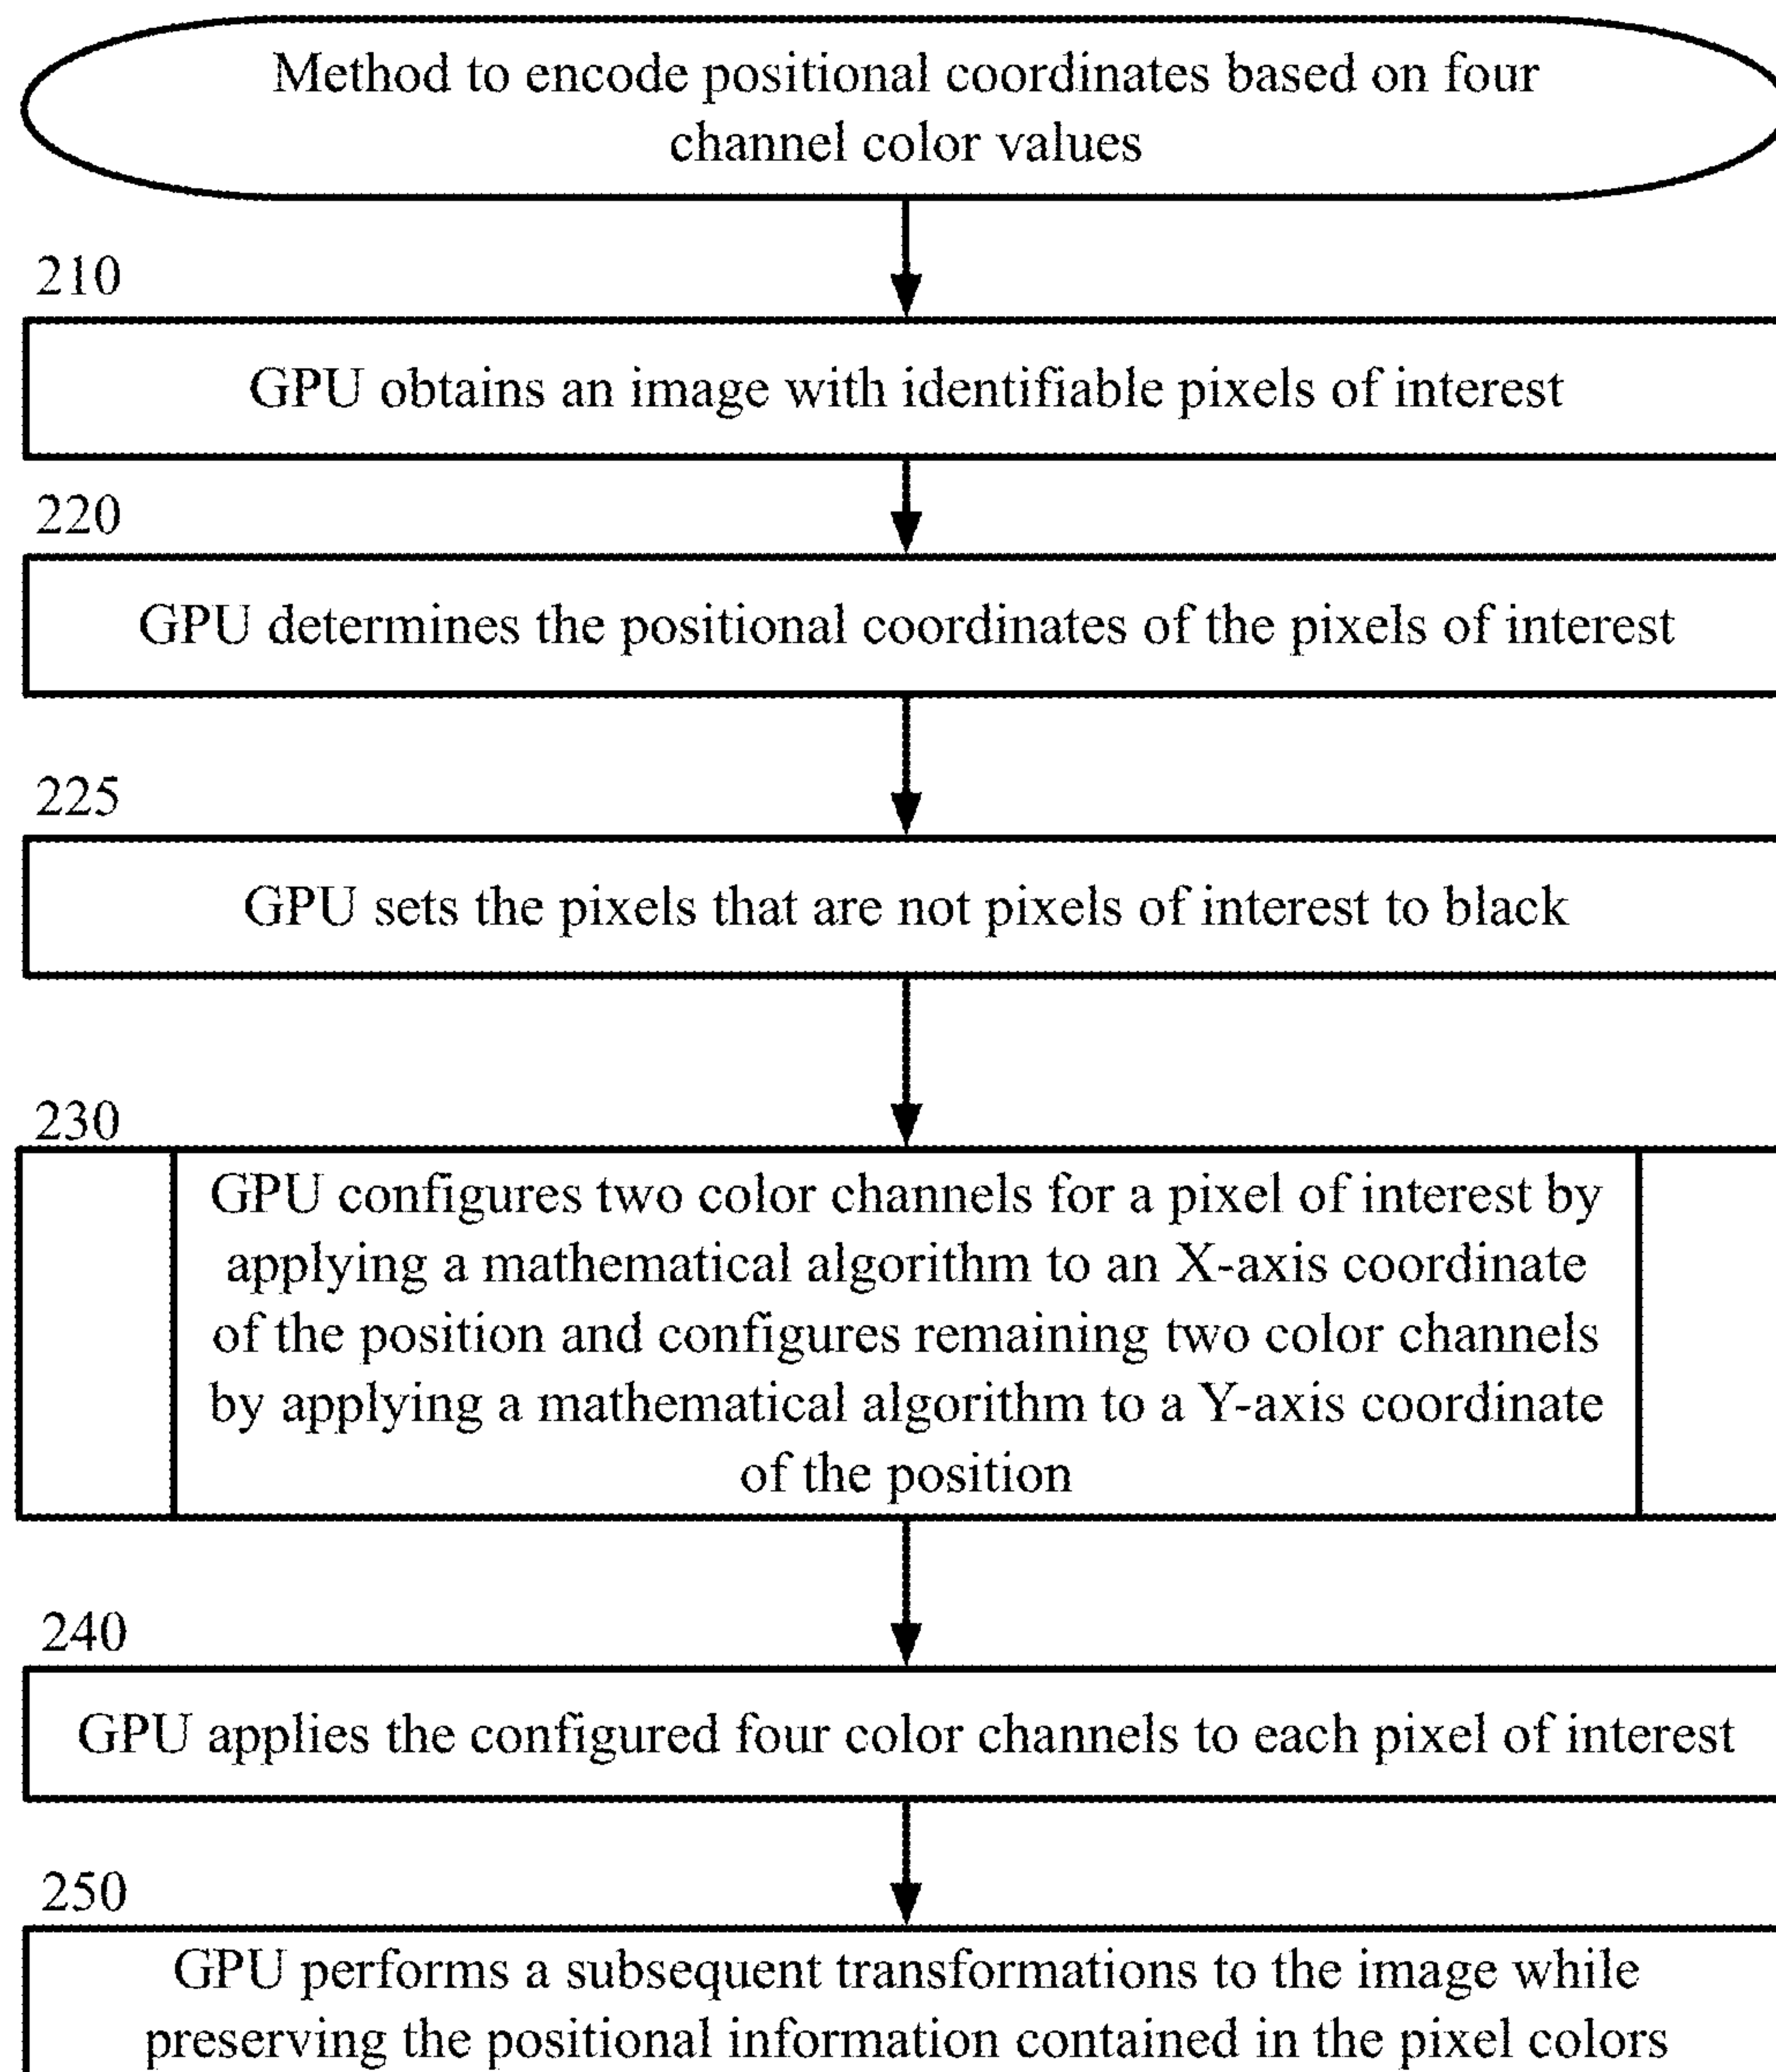 Method to encode positional coordinates based on four
channel color values
210
GPU obtains an image with identifiable pixels of interest
220
GPU determines the positional coordinates of the pixels of interest
225
GPU sets the pixels that are not pixels of interest to black
230
GPU configures two color channels for a pixel of interest by
applying a mathematical algorithm to an X-axis coordinate
of the position and configures remaining two color channels
by applying a mathematical algorithm to a Y-axis coordinate
of the position
240
GPU applies the configured four color channels to each pixel of interest
250
GPU performs a subsequent transformations to the image while
preserving the positional information contained in the pixel colors